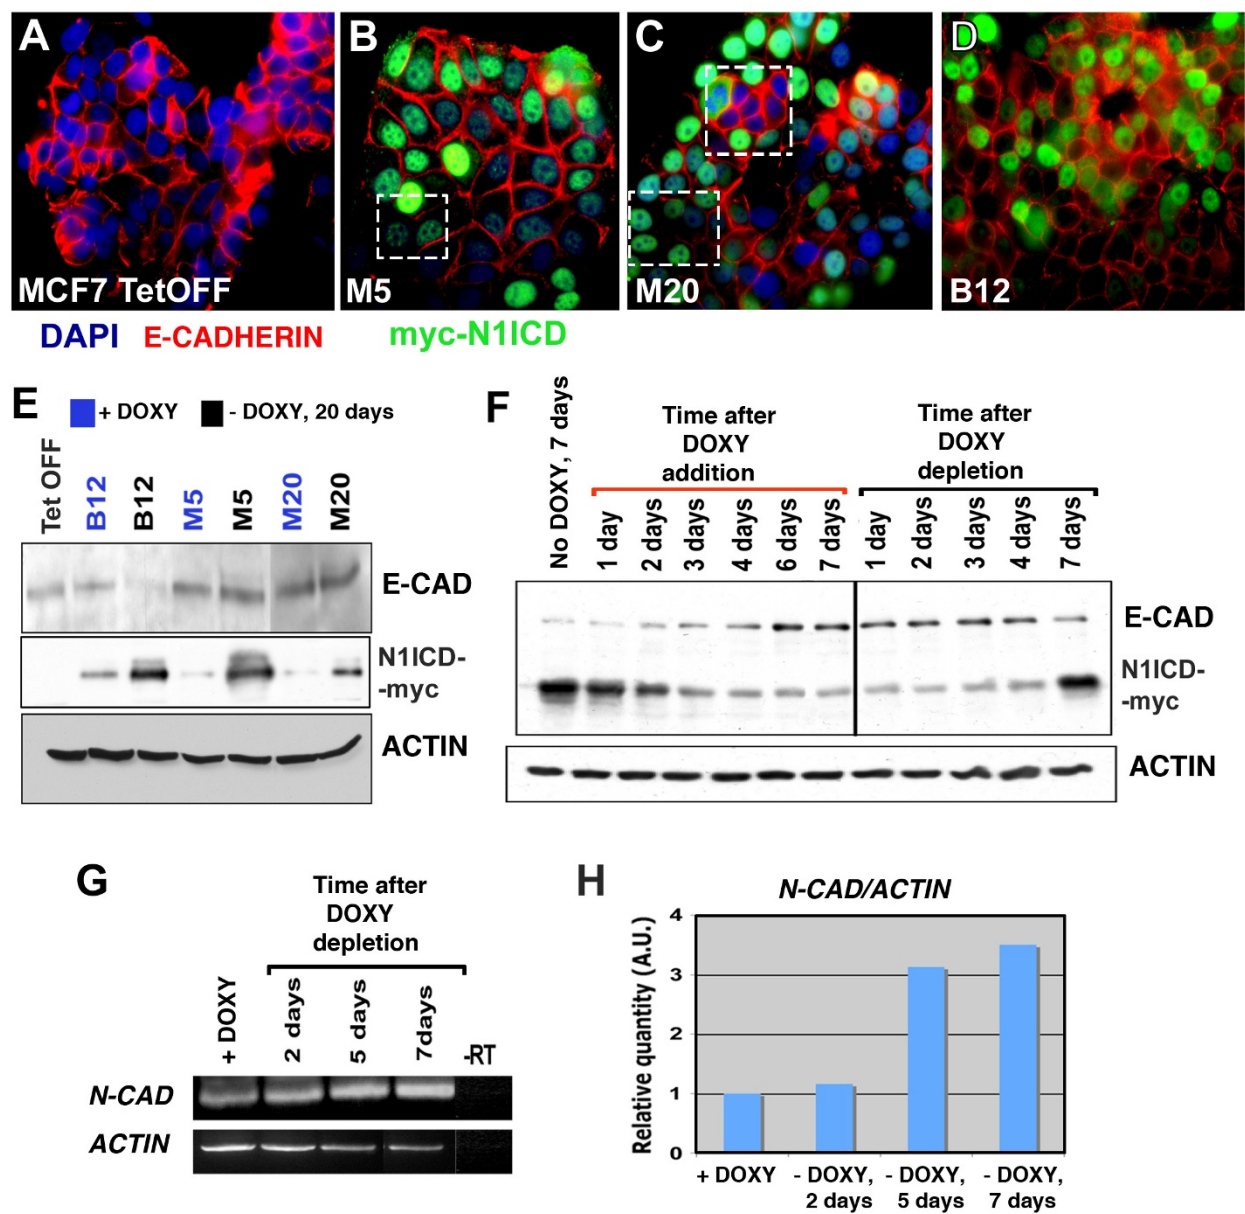 A
B
C
D
MCF7 TetOFF
M5
M20
B12
DAPI E-CADHERIN myc-N1ICD
E
+ DOXY - DOXY, 20 days
Tet OFF
B12
B12
M5
M5
M20
M20
E-CAD
N1ICD-
-myc
ACTIN
F
No DOXY, 7 days
Time after
DOXY
addition
Time after
DOXY
depletion
1 day
2 days
3 days
4 days
6 days
7 days
1 day
2 days
3 days
4 days
7 days
E-CAD
N1ICD-
-myc
ACTIN
G
Time after
DOXY
depletion
+ DOXY
2 days
5 days
7days
-RT
N-CAD
ACTIN
H
N-CAD/ACTIN
Relative quantity (A.U.)
4
3
2
1
0
+ DOXY
- DOXY,
2 days
- DOXY,
5 days
- DOXY,
7 days